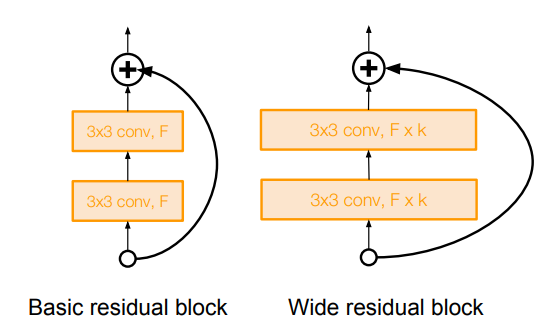 +
+
3x3 conv, F
3x3 conv, F x k
3x3 conv, F
3x3 conv, F x k
Basic residual block
Wide residual block